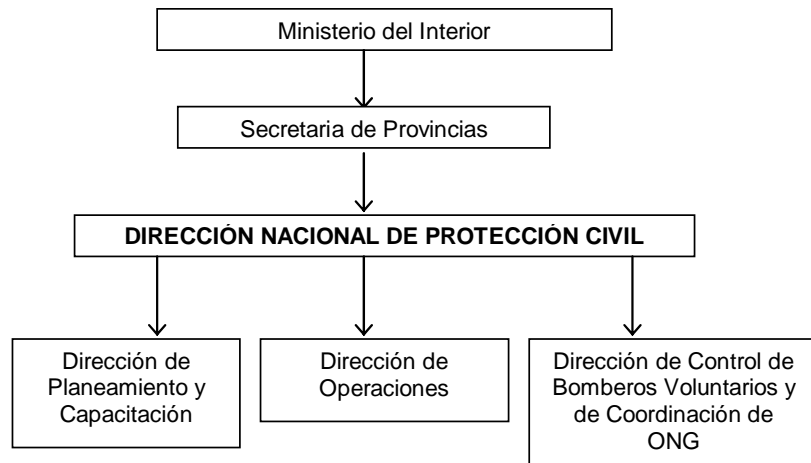 Ministerio del Interior
Secretaria de Provincias
DIRECCIÓN NACIONAL DE PROTECCIÓN CIVIL
Dirección de
Planeamiento y
Capacitación
Dirección de
Operaciones
Dirección de Control de
Bomberos Voluntarios y
de Coordinación de
ONG